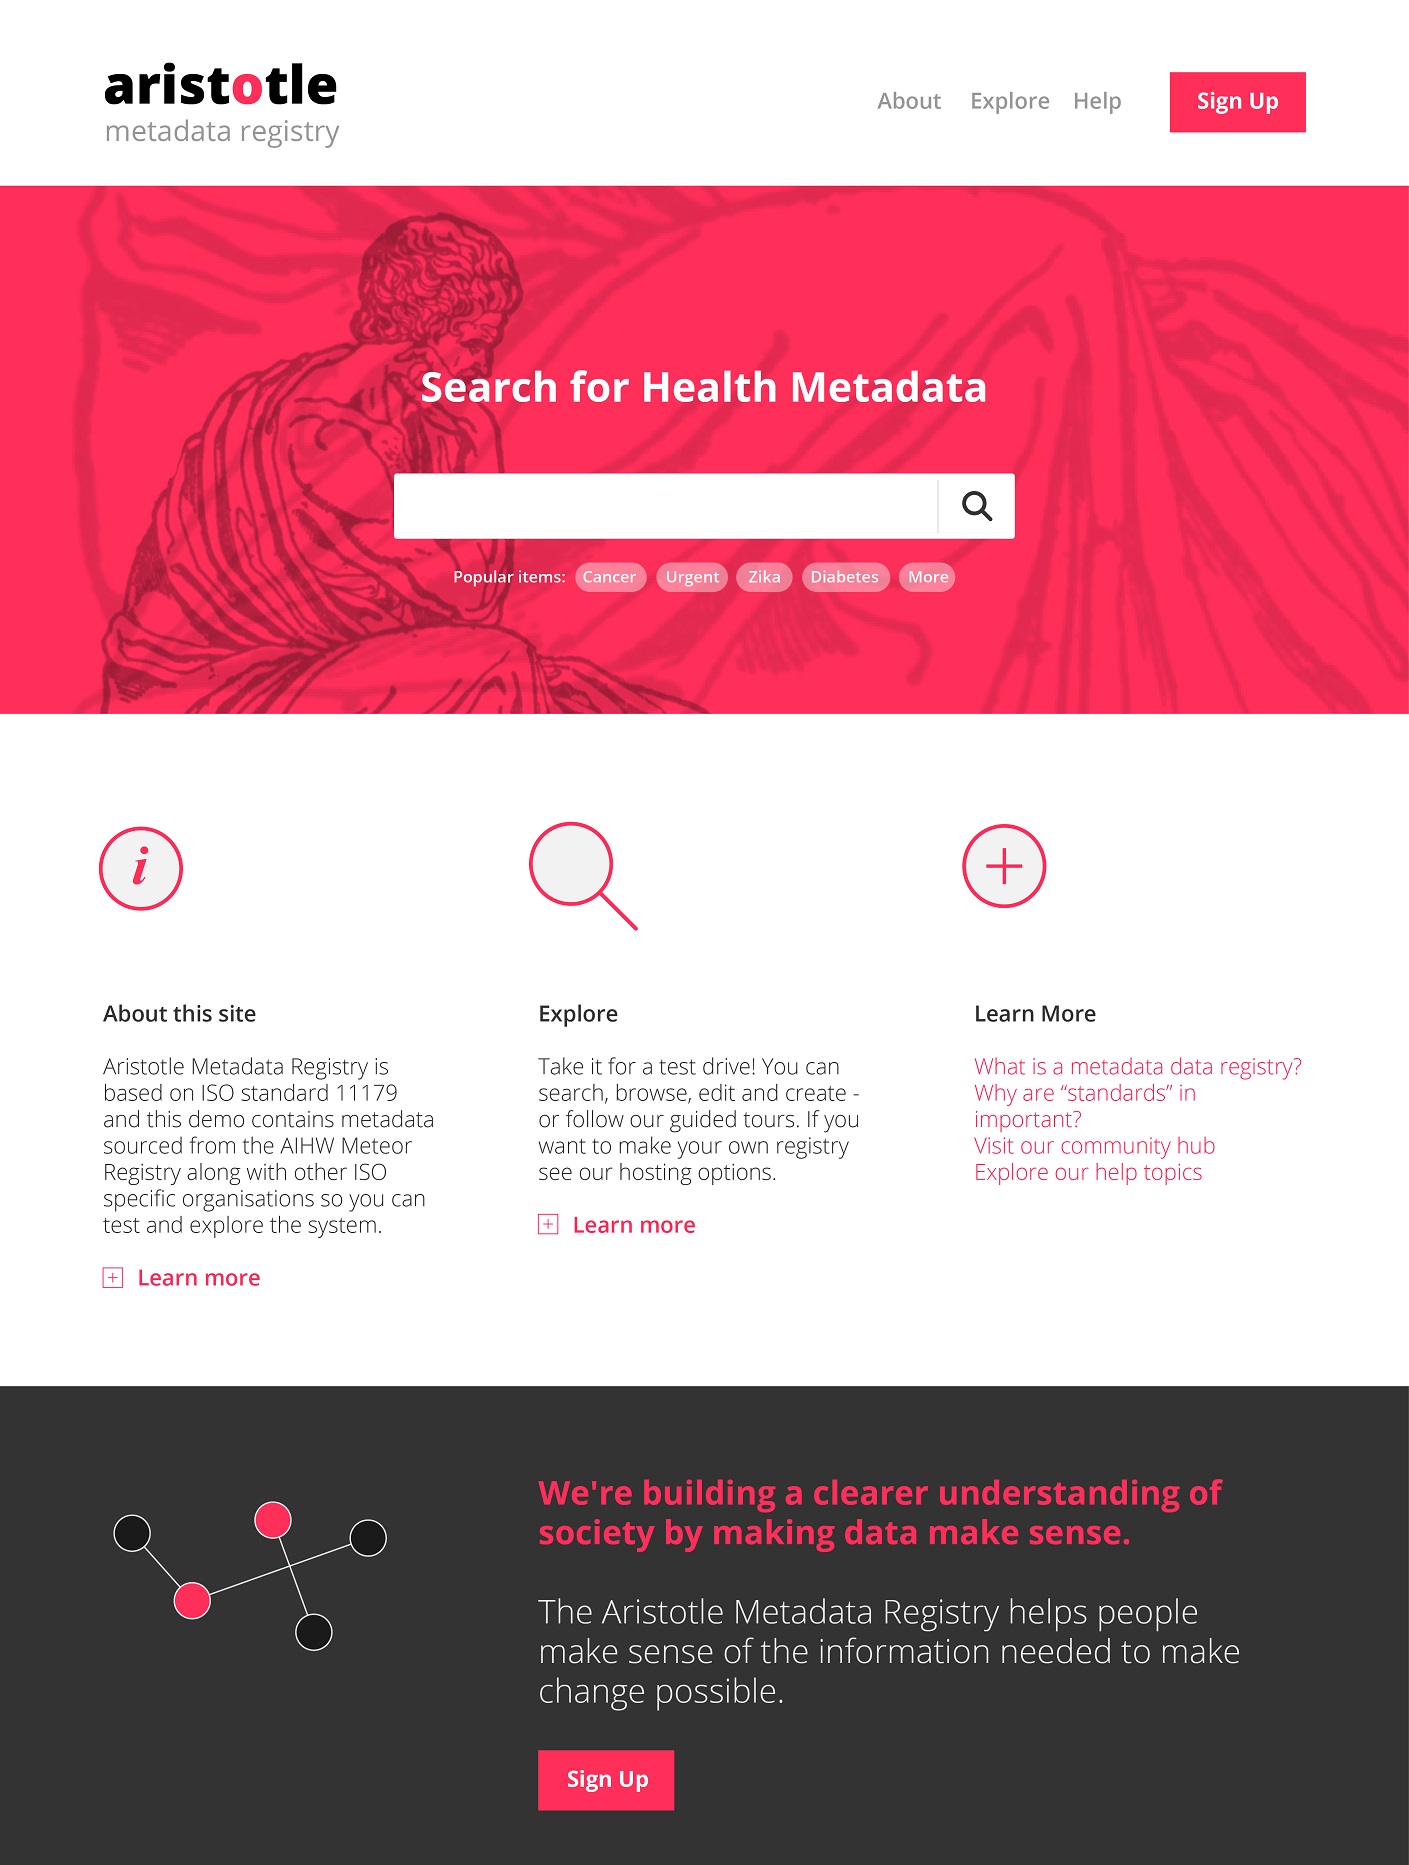 aristotle
metadata registry
About Explore Help Sign Up
Search for Health Metadata
Popular items: Cancer Urgent Zika Diabetes More
i
About this site
Aristotle Metadata Registry is
based on ISO standard 11179
and this demo contains metadata
sourced from the AIHW Meteor
Registry along with other ISO
specific organisations so you can
test and explore the system.
Learn more
Explore
Take it for a test drive! You can
search, browse, edit and create -
or follow our guided tours. If you
want to make your own registry
see our hosting options.
Learn more
Learn More
What is a metadata data registry?
Why are “standards” in
important?
Visit our community hub
Explore our help topics
We're building a clearer understanding of
society by making data make sense.
The Aristotle Metadata Registry helps people
make sense of the information needed to make
change possible.
Sign Up